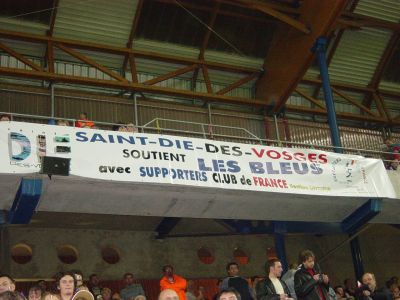 SAINT-DIE-DES-VOSGES
SOUTIENT LES BLEUS
avec SUPPORTERS CLUB de FRANCE